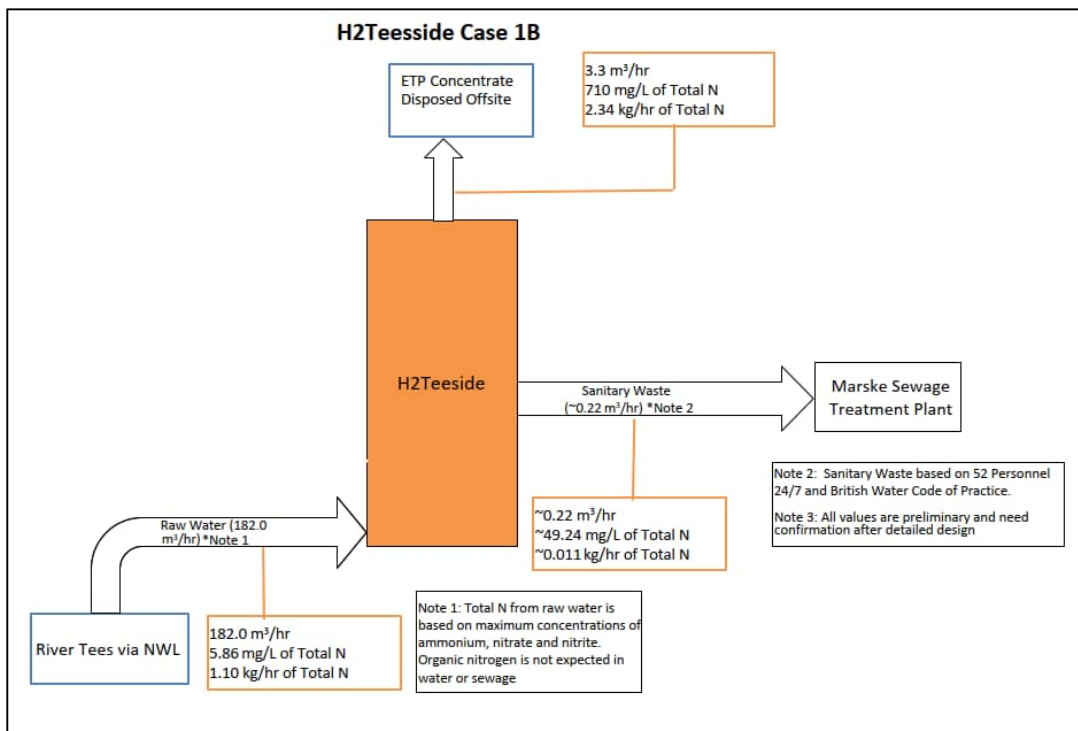 H2Teesside Case 1B
ETP Concentrate
Disposed Offsite
3.3 m³/hr
710 mg/L of Total N
2.34 kg/hr of Total N
H2Teeside
Sanitary Waste
(~0.22 m³/hr) *Note 2
Marske Sewage
Treatment Plant
Note 2: Sanitary Waste based on 52 Personnel
24/7 and British Water Code of Practice.
Note 3: All values are preliminary and need
confirmation after detailed design
~0.22 m³/hr
~49.24 mg/L of Total N
~0.011 kg/hr of Total N
Raw Water (182.0
m³/hr) *Note 1
River Tees via NWL
182.0 m³/hr
5.86 mg/L of Total N
1.10 kg/hr of Total N
Note 1: Total N from raw water is
based on maximum concentrations of
ammonium, nitrate and nitrite.
Organic nitrogen is not expected in
water or sewage